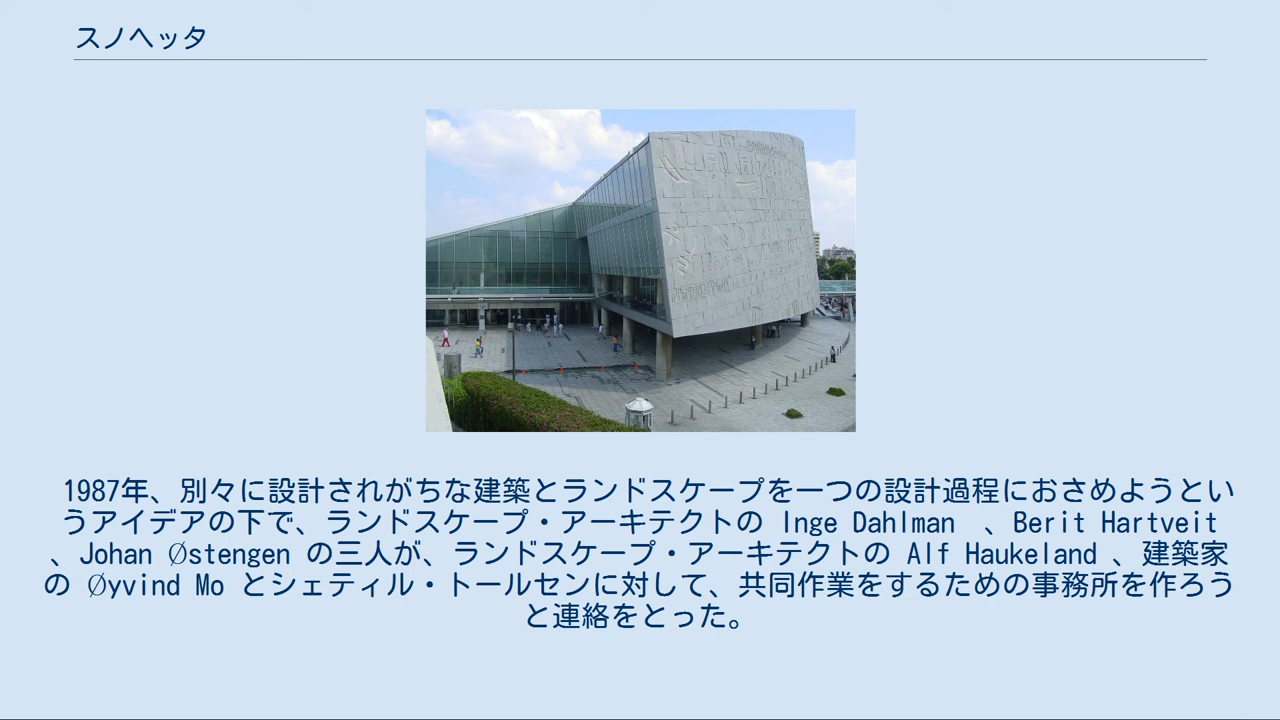 スノヘッタ
1987年、別々に設計されがちな建築とランドスケープを一つの設計過程におさめようとい
うアイデアの下で、ランドスケープ・アーキテクトの Inge Dahlman 、Berit Hartveit
、Johan Østengen の三人が、ランドスケープ・アーキテクトの Alf Haukeland 、建築家
の Øyvind Mo とシェティル・トールセンに対して、共同作業をするための事務所を作ろう
と連絡をとった。